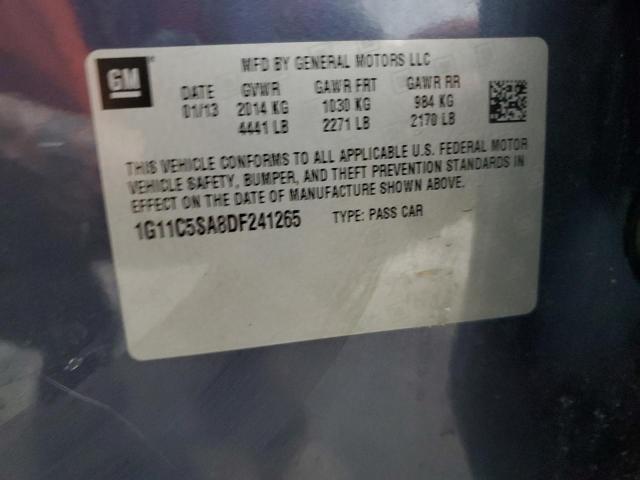 GM
MFD BY GENERAL MOTORS LLC
DATE GVWR GAWR FRT GAWR RR
01/13 2014 KG 1030 KG 984 KG
4441 LB 2271 LB 2170 LB
THIS VEHICLE CONFORMS TO ALL APPLICABLE U.S. FEDERAL MOTOR
VEHICLE SAFETY, BUMPER, AND THEFT PREVENTION STANDARDS IN
EFFECT ON THE DATE OF MANUFACTURE SHOWN ABOVE.
1G11C5SA8DF241265 TYPE: PASS CAR